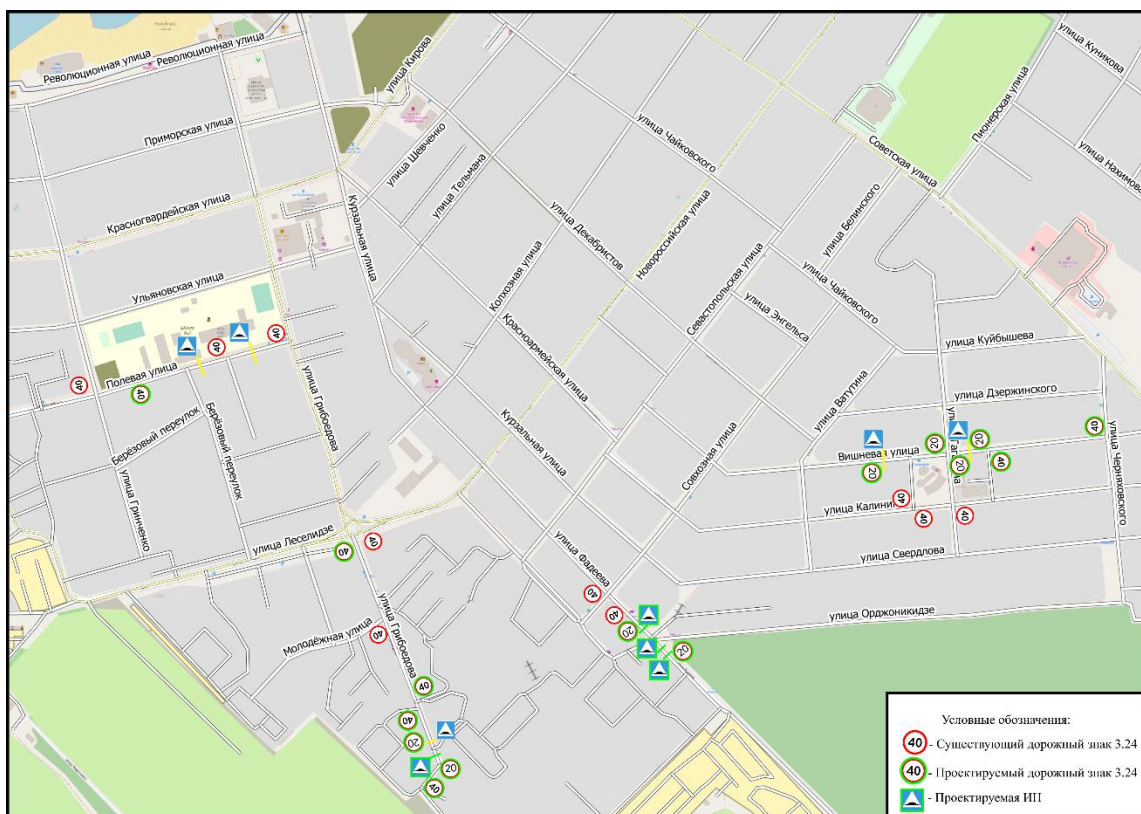 Революционная улица
Революционная улица
улица Кирова
улица Куникова
Приморская улица
улица Шевченко
улица Чайковского
Пионерская улица
Советская улица
улица Нахимова
улица Тельмана
Красногвардейская улица
Курзальная улица
улица Декабристов
Новороссийская улица
улица Белинского
Ульяновская улица
Колхозная улица
Севастопольская улица
улица Чайковского
улица Энгельса
Красноармейская улица
40
40
40
Полевая улица
40
улица Куйбышева
улица Ватутина
улица Дзержинского
улица Грибоедова
Берёзовый переулок
Берёзовый переулок
Курзальная улица
Совхозная улица
40
20
20
Вишневая улица
20
20
40
улица Черняховского
улица Гринченко
40
улица Калинина
40
40
улица Леселидзе
40
40
улица Свердлова
улица Фадеева
40
40
улица Орджоникидзе
20
20
Молодёжная улица
40
улица Грибоедова
40
40
20
20
40
Условные обозначения:
40 - Существующий дорожный знак 3.24
40 - Проектируемый дорожный знак 3.24
- Проектируемая ИН